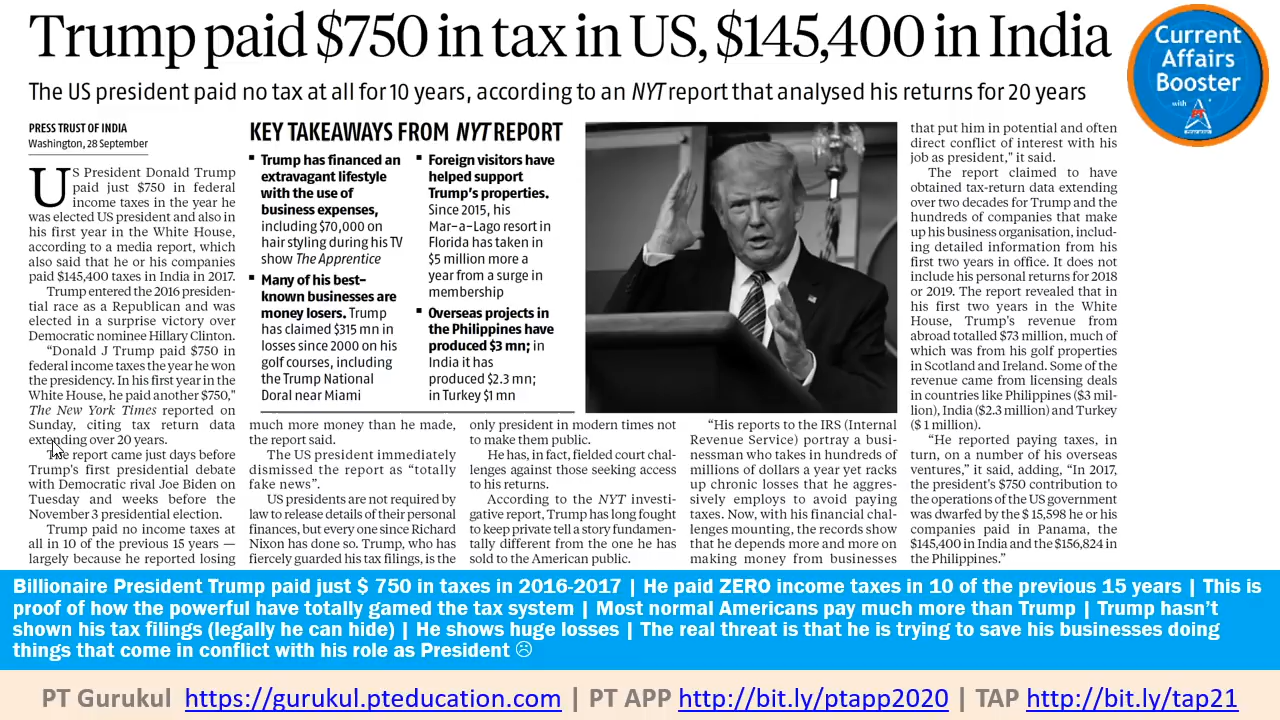 Trump paid $750 in tax in US, $145,400 in India
The US president paid no tax at all for 10 years, according to an NYT report that analysed his returns for 20 years
Current
Affairs
Booster
with
PRESS TRUST OF INDIA
Washington, 28 September
US President Donald Trump
paid just $750 in federal
income taxes in the year he
was elected US president and also in
his first year in the White House,
according to a media report, which
also said that he or his companies
paid $145,400 taxes in India in 2017.
Trump entered the 2016 presiden-
tial race as a Republican and was
elected in a surprise victory over
Democratic nominee Hillary Clinton.
“Donald J Trump paid $750 in
federal income taxes the year he won
the presidency. In his first year in the
White House, he paid another $750,”
The New York Times reported on
Sunday, citing tax return data
extending over 20 years.
The report came just days before
Trump's first presidential debate
with Democratic rival Joe Biden on
Tuesday and weeks before the
November 3 presidential election.
Trump paid no income taxes at
all in 10 of the previous 15 years —
largely because he reported losing
KEY TAKEAWAYS FROM NYT REPORT
▪ Trump has financed an
extravagant lifestyle
with the use of
business expenses,
including $70,000 on
hair styling during his TV
show The Apprentice
▪ Many of his best-
known businesses are
money losers. Trump
has claimed $315 mn in
losses since 2000 on his
golf courses, including
the Trump National
Doral near Miami
▪ Foreign visitors have
helped support
Trump's properties.
Since 2015, his
Mar-a-Lago resort in
Florida has taken in
$5 million more a
year from a surge in
membership
▪ Overseas projects in
the Philippines have
produced $3 mn; in
India it has
produced $2.3 mn;
in Turkey $1 mn
much more money than he made,
the report said.
The US president immediately
dismissed the report as “totally
fake news”.
US presidents are not required by
law to release details of their personal
finances, but every one since Richard
Nixon has done so. Trump, who has
fiercely guarded his tax filings, is the
only president in modern times not
to make them public.
He has, in fact, fielded court chal-
lenges against those seeking access
to his returns.
According to the NYT investi-
gative report, Trump has long fought
to keep private tell a story fundamen-
tally different from the one he has
sold to the American public.
“His reports to the IRS (Internal
Revenue Service) portray a busi-
nessman who takes in hundreds of
millions of dollars a year yet racks
up chronic losses that he aggres-
sively employs to avoid paying
taxes. Now, with his financial chal-
lenges mounting, the records show
that he depends more and more on
making money from businesses
that put him in potential and often
direct conflict of interest with his
job as president,” it said.
The report claimed to have
obtained tax-return data extending
over two decades for Trump and the
hundreds of companies that make
up his business organisation, includ-
ing detailed information from his
first two years in office. It does not
include his personal returns for 2018
or 2019. The report revealed that in
his first two years in the White
House, Trump's revenue from
abroad totalled $73 million, much of
which was from his golf properties
in Scotland and Ireland. Some of the
revenue came from licensing deals
in countries like Philippines ($3 mil-
lion), India ($2.3 million) and Turkey
($ 1 million).
“He reported paying taxes, in
turn, on a number of his overseas
ventures,” it said, adding, “In 2017,
the president's $750 contribution to
the operations of the US government
was dwarfed by the $ 15,598 he or his
companies paid in Panama, the
$145,400 in India and the $156,824 in
the Philippines.”
Billionaire President Trump paid just $ 750 in taxes in 2016-2017 | He paid ZERO income taxes in 10 of the previous 15 years | This is
proof of how the powerful have totally gamed the tax system | Most normal Americans pay much more than Trump | Trump hasn't
shown his tax filings (legally he can hide) | He shows huge losses | The real threat is that he is trying to save his businesses doing
things that come in conflict with his role as President ☹
PT Gurukul https://gurukul.pteducation.com | PT APP http://bit.ly/ptapp2020 | TAP http://bit.ly/tap21